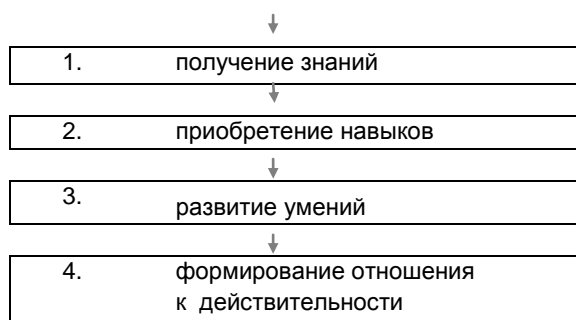 1. получение знаний
2. приобретение навыков
3. развитие умений
4. формирование отношения
к действительности